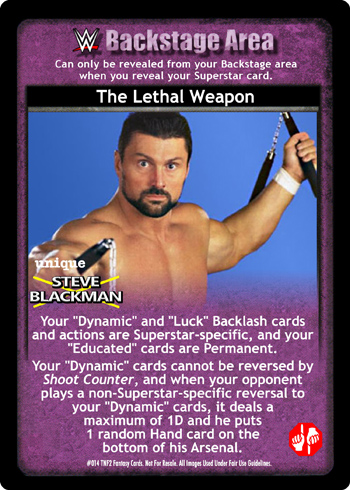 W Backstage Area
Can only be revealed from your Backstage area
when you reveal your Superstar card.
The Lethal Weapon
unique
STEVE
BLACKMAN
Your "Dynamic" and "Luck" Backlash cards
and actions are Superstar-specific, and your
"Educated" cards are Permanent.
Your "Dynamic" cards cannot be reversed by
Shoot Counter, and when your opponent
plays a non-Superstar-specific reversal to
your "Dynamic" cards, it deals a
maximum of 1D and he puts
1 random Hand card on the
bottom of his Arsenal.
#014 TNF2 Fantasy Cards. Not For Resale. All Images Used Under Fair Use Guidelines.